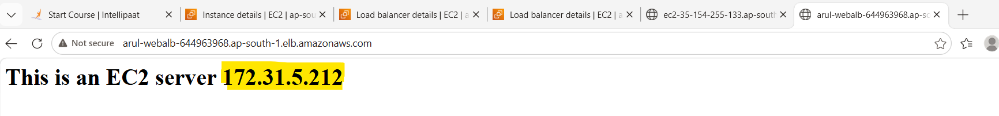 Start Course | Intellipaat
Instance details | EC2 | ap-sou
Load balancer details | EC2 | a
Load balancer details | EC2 | a
ec2-35-154-255-133.ap-south
arul-webalb-644963968.ap-sc
Not secure arul-webalb-644963968.ap-south-1.elb.amazonaws.com
This is an EC2 server 172.31.5.212